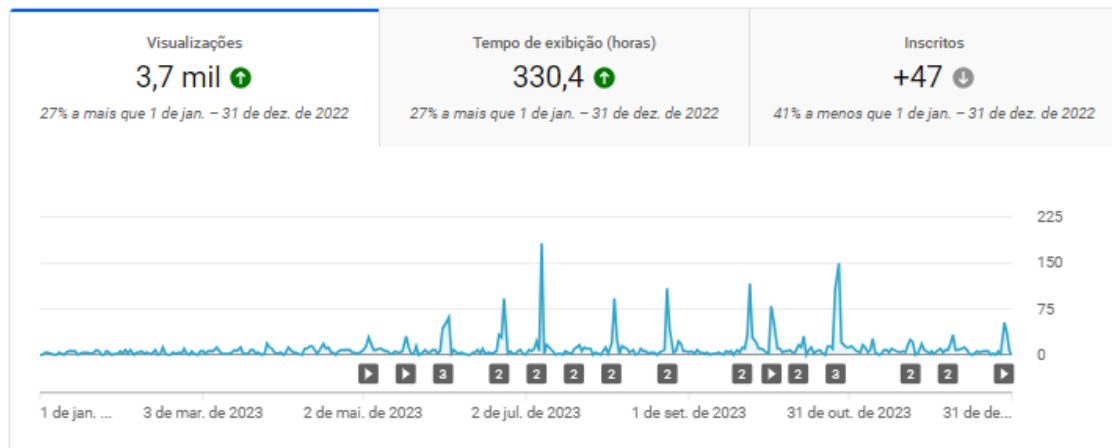 Visualizações
3,7 mil
27% a mais que 1 de jan. – 31 de dez. de 2022
Tempo de exibição (horas)
330,4
27% a mais que 1 de jan. – 31 de dez. de 2022
Inscritos
+47
41% a menos que 1 de jan. – 31 de dez. de 2022
225
150
75
0
3 2 2 2 2 2 2 2 3 2 2
1 de jan. ... 3 de mar. de 2023 2 de mai. de 2023 2 de jul. de 2023 1 de set. de 2023 31 de out. de 2023 31 de de...